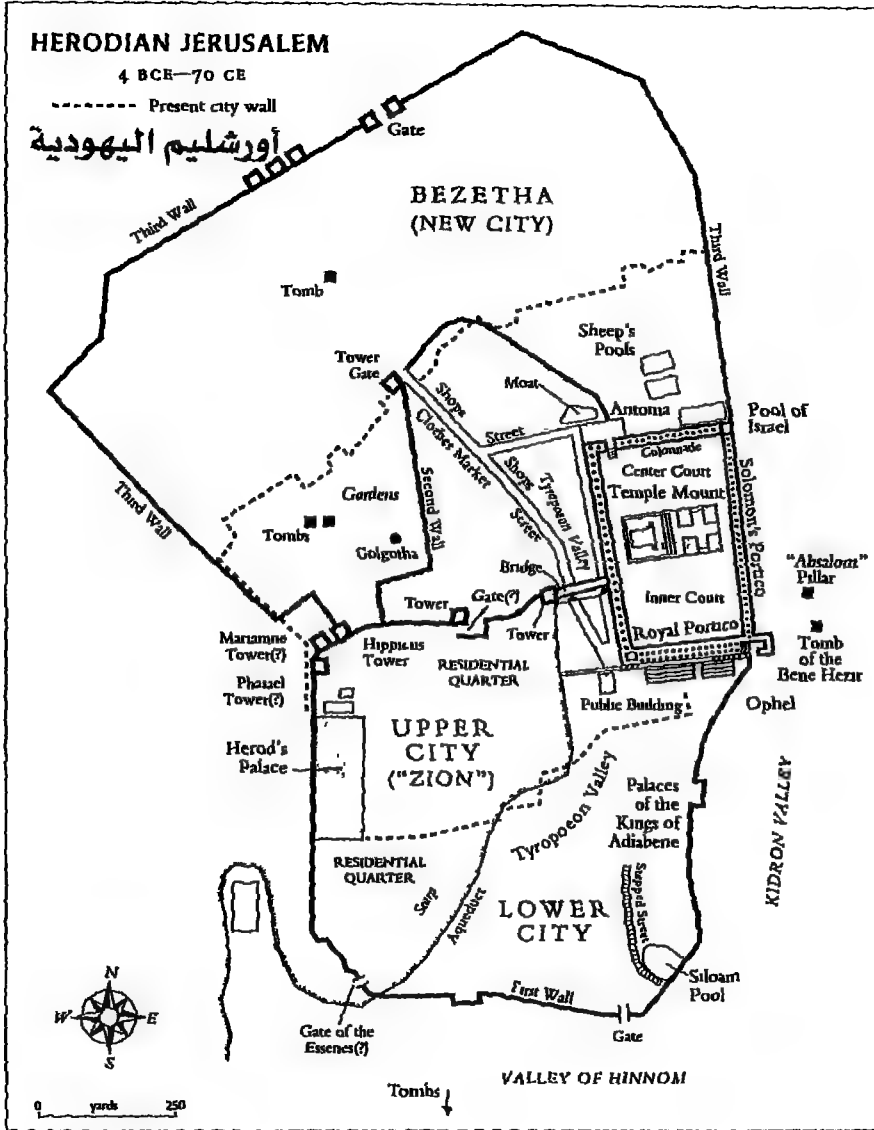 HERODIAN JERUSALEM
4 BCE—70 CE
Present city wall
أورشليم اليهودية
Gate
Third Wall
BEZETHA
(NEW CITY)
Third Wall
Tomb
Sheep's
Pools
Tower
Gate
Moat
Antonia
Pool of
Israel
Shops
Clothes Market
Street
Colonnade
Center Court
Temple Mount
Solomon's Portico
Second Wall
Shops
Street
Tyropoeon Valley
Third Wall
Gardens
Tombs
Golgotha
Bridge
"Absalom"
Pillar
Inner Court
Royal Portico
Tower
Gate(?)
Tower
Tomb
of the
Bene Hezir
Mariamne
Tower(?)
Hippicus
Tower
RESIDENTIAL
QUARTER
Phasael
Tower(?)
Public Building
Ophel
UPPER
CITY
("ZION")
Herod's
Palace
Tyropoeon Valley
Palaces
of the
Kings of
Adiabene
KIDRON VALLEY
RESIDENTIAL
QUARTER
Scarp
Aqueduct
LOWER
CITY
Stepped Street
Siloam
Pool
First Wall
Gate of the
Essenes(?)
Gate
N
W
E
S
Tombs
VALLEY OF HINNOM
0 yards 250